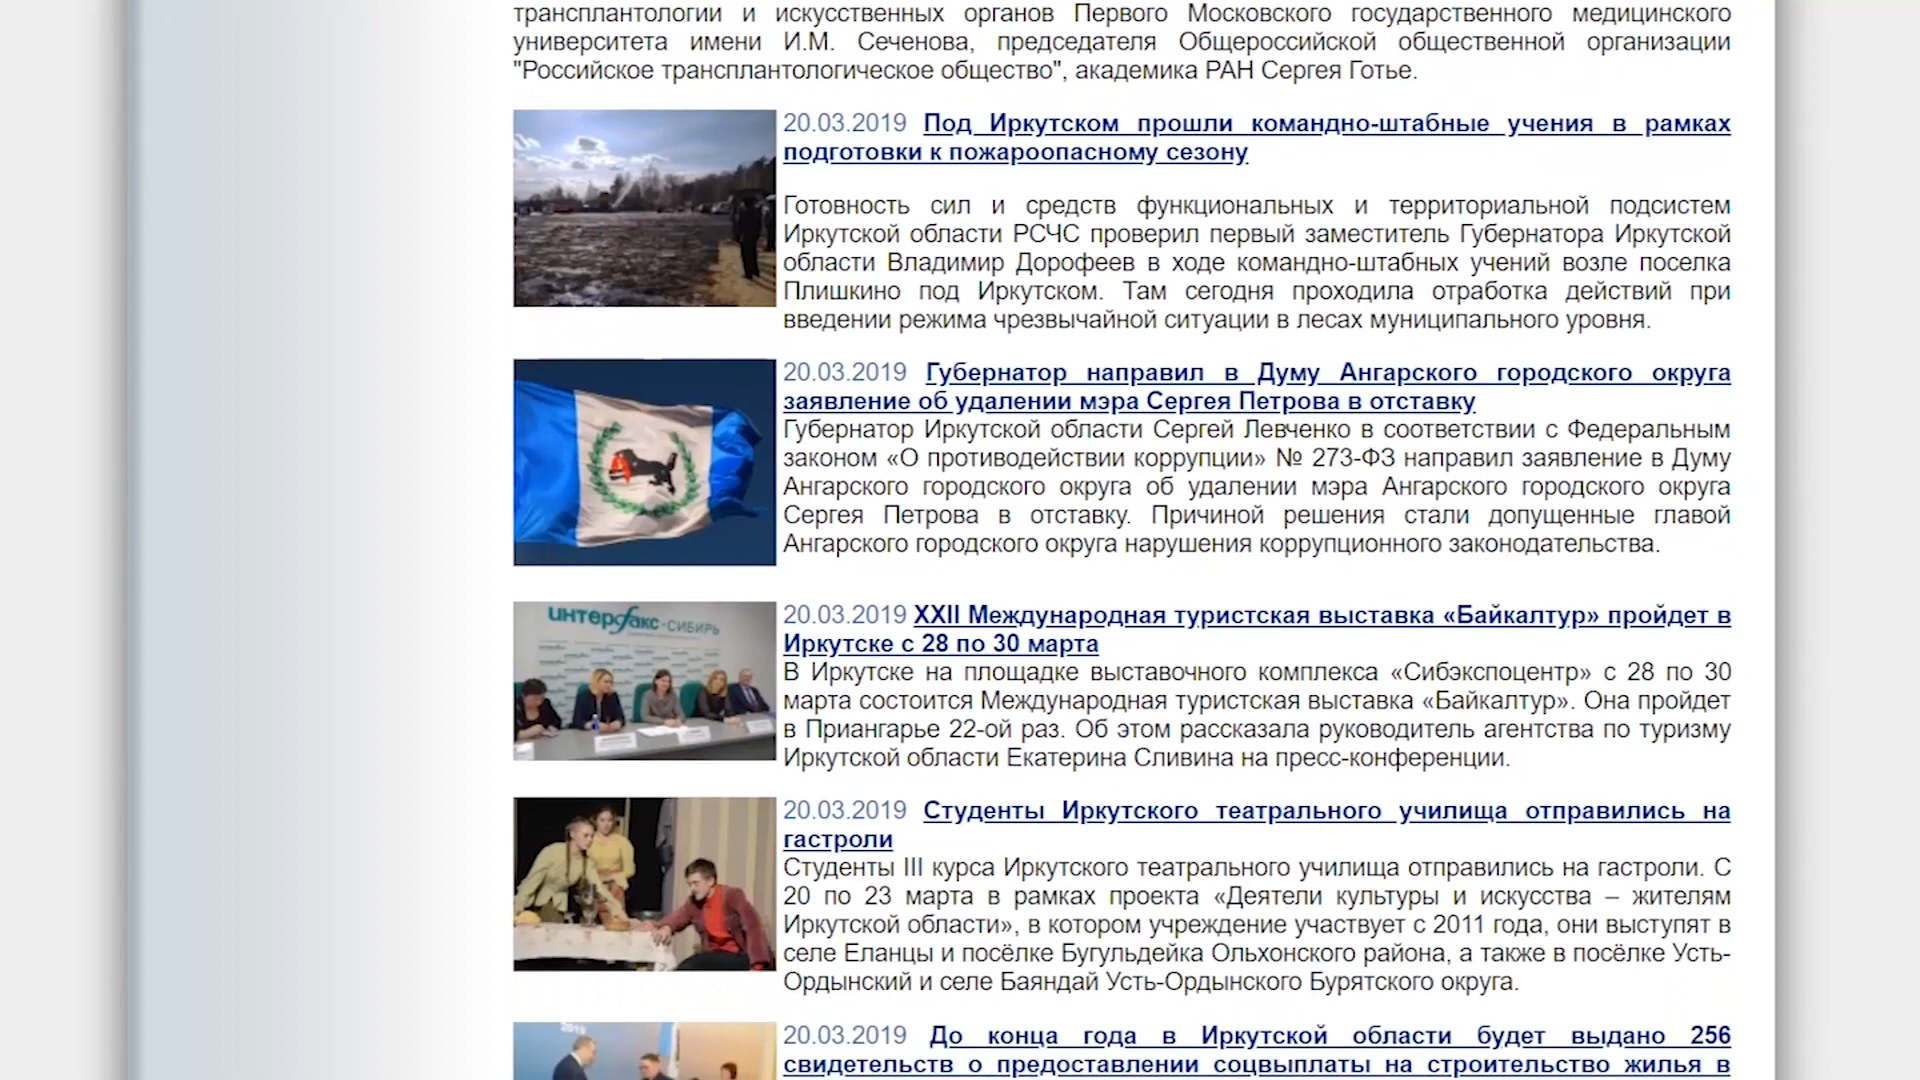 трансплантологии и искусственных органов Первого Московского государственного медицинского
университета имени И.М. Сеченова, председателя Общероссийской общественной организации
"Российское трансплантологическое общество", академика РАН Сергея Готье.
20.03.2019 Под Иркутском прошли командно-штабные учения в рамках
подготовки к пожароопасному сезону
Готовность сил и средств функциональных и территориальной подсистем
Иркутской области РСЧС проверил первый заместитель Губернатора Иркутской
области Владимир Дорофеев в ходе командно-штабных учений возле поселка
Плишкино под Иркутском. Там сегодня проходила отработка действий при
введении режима чрезвычайной ситуации в лесах муниципального уровня.
20.03.2019 Губернатор направил в Думу Ангарского городского округа
заявление об удалении мэра Сергея Петрова в отставку
Губернатор Иркутской области Сергей Левченко в соответствии с Федеральным
законом «О противодействии коррупции» № 273-ФЗ направил заявление в Думу
Ангарского городского округа об удалении мэра Ангарского городского округа
Сергея Петрова в отставку. Причиной решения стали допущенные главой
Ангарского городского округа нарушения коррупционного законодательства.
интерфакс-СИБИРЬ
20.03.2019 XXII Международная туристская выставка «Байкалтур» пройдет в
Иркутске с 28 по 30 марта
В Иркутске на площадке выставочного комплекса «Сибэкспоцентр» с 28 по 30
марта состоится Международная туристская выставка «Байкалтур». Она пройдет
в Приангарье 22-ой раз. Об этом рассказала руководитель агентства по туризму
Иркутской области Екатерина Сливина на пресс-конференции.
20.03.2019 Студенты Иркутского театрального училища отправились на
гастроли
Студенты III курса Иркутского театрального училища отправились на гастроли. С
20 по 23 марта в рамках проекта «Деятели культуры и искусства – жителям
Иркутской области», в котором учреждение участвует с 2011 года, они выступят в
селе Еланцы и посёлке Бугульдейка Ольхонского района, а также в посёлке Усть-
Ордынский и селе Баяндай Усть-Ордынского Бурятского округа.
2019
20.03.2019 До конца года в Иркутской области будет выдано 256
свидетельств о предоставлении соцвыплаты на строительство жилья в